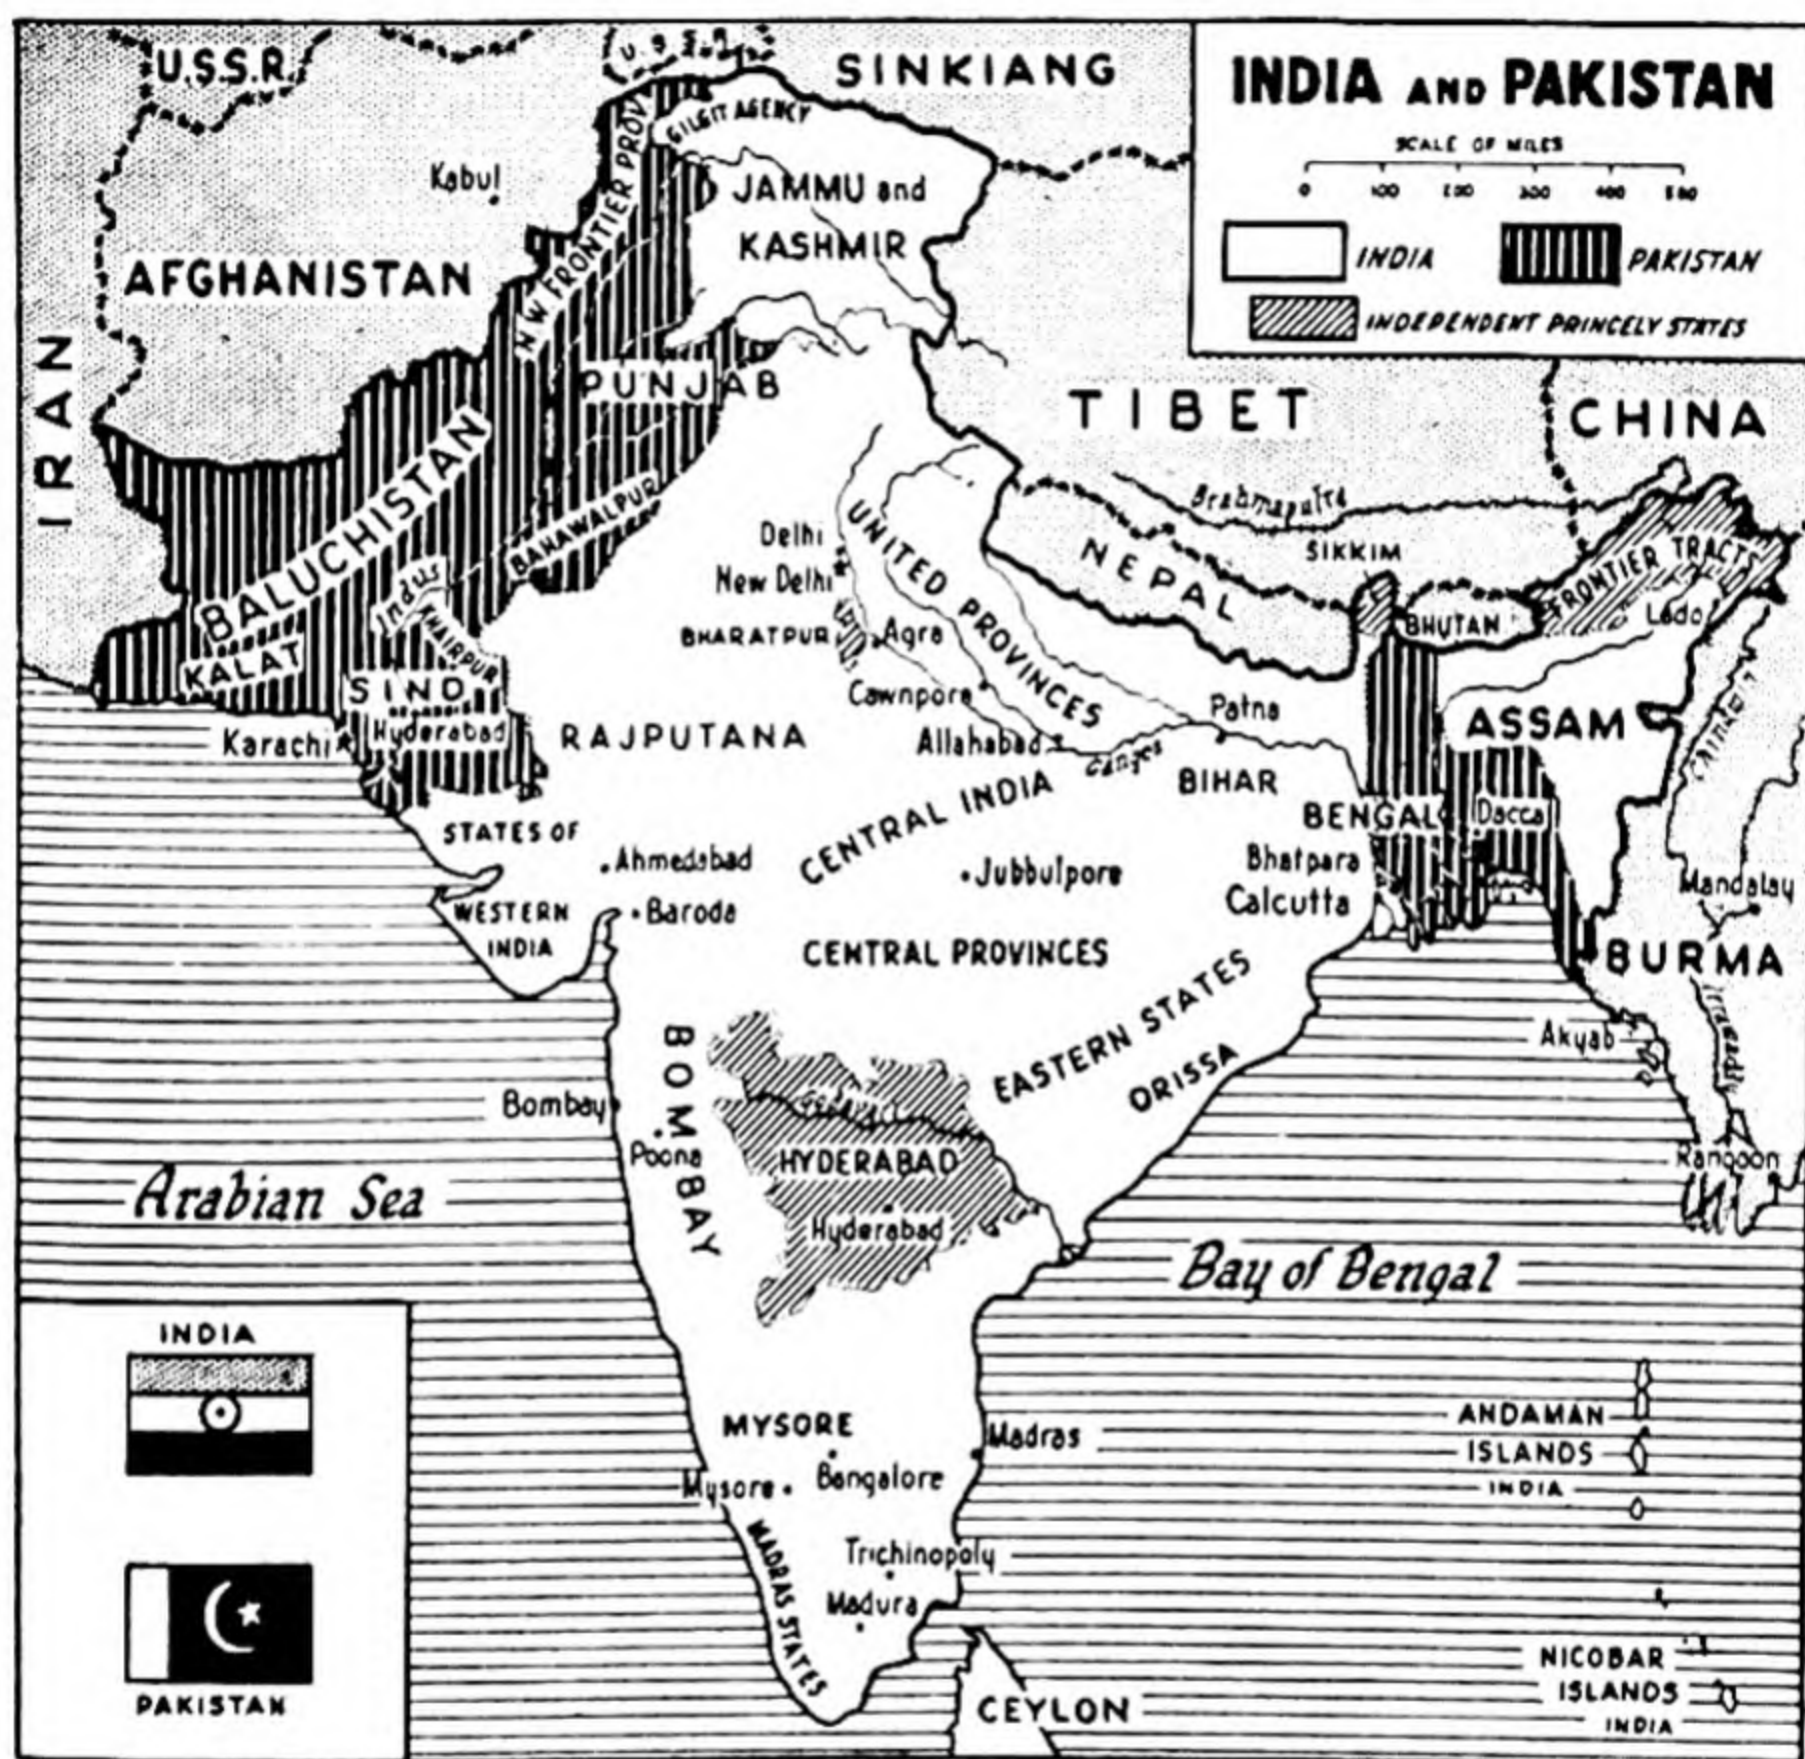 U.S.S.R.
U.S.S.R
SINKIANG
INDIA AND PAKISTAN
SCALE OF MILES
0 100 200 300 400 500
INDIA
PAKISTAN
INDEPENDENT PRINCELY STATES
GILGIT AGENCY
Kabul
JAMMU and
KASHMIR
N W FRONTIER PROV
AFGHANISTAN
IRAN
PUNJAB
TIBET
CHINA
BALUCHISTAN
BAHAWALPUR
Brahmaputra
Delhi
New Delhi
UNITED PROVINCES
NEPAL
SIKKIM
BHUTAN
FRONTIER TRACTS
Lado
Indus
KHAIRPUR
BHARATPUR
Agra
KALAT
SIND
Cawnpore
Patna
ASSAM
Karachi
Hyderabad
RAJPUTANA
Allahabad
Ganges
BIHAR
CENTRAL INDIA
BENGAL
Dacca
STATES OF
WESTERN
INDIA
Ahmedabad
Jubbulpore
Bhatpara
Calcutta
Baroda
Mandalay
CENTRAL PROVINCES
BURMA
EASTERN STATES
ORISSA
Akyab
BOMBAY
Bombay
Poona
HYDERABAD
Hyderabad
Rangoon
Arabian Sea
Bay of Bengal
INDIA
PAKISTAN
MYSORE
Madras
Mysore
Bangalore
ANDAMAN
ISLANDS
INDIA
MADRAS STATES
Trichinopoly
Madura
NICOBAR
ISLANDS
INDIA
CEYLON